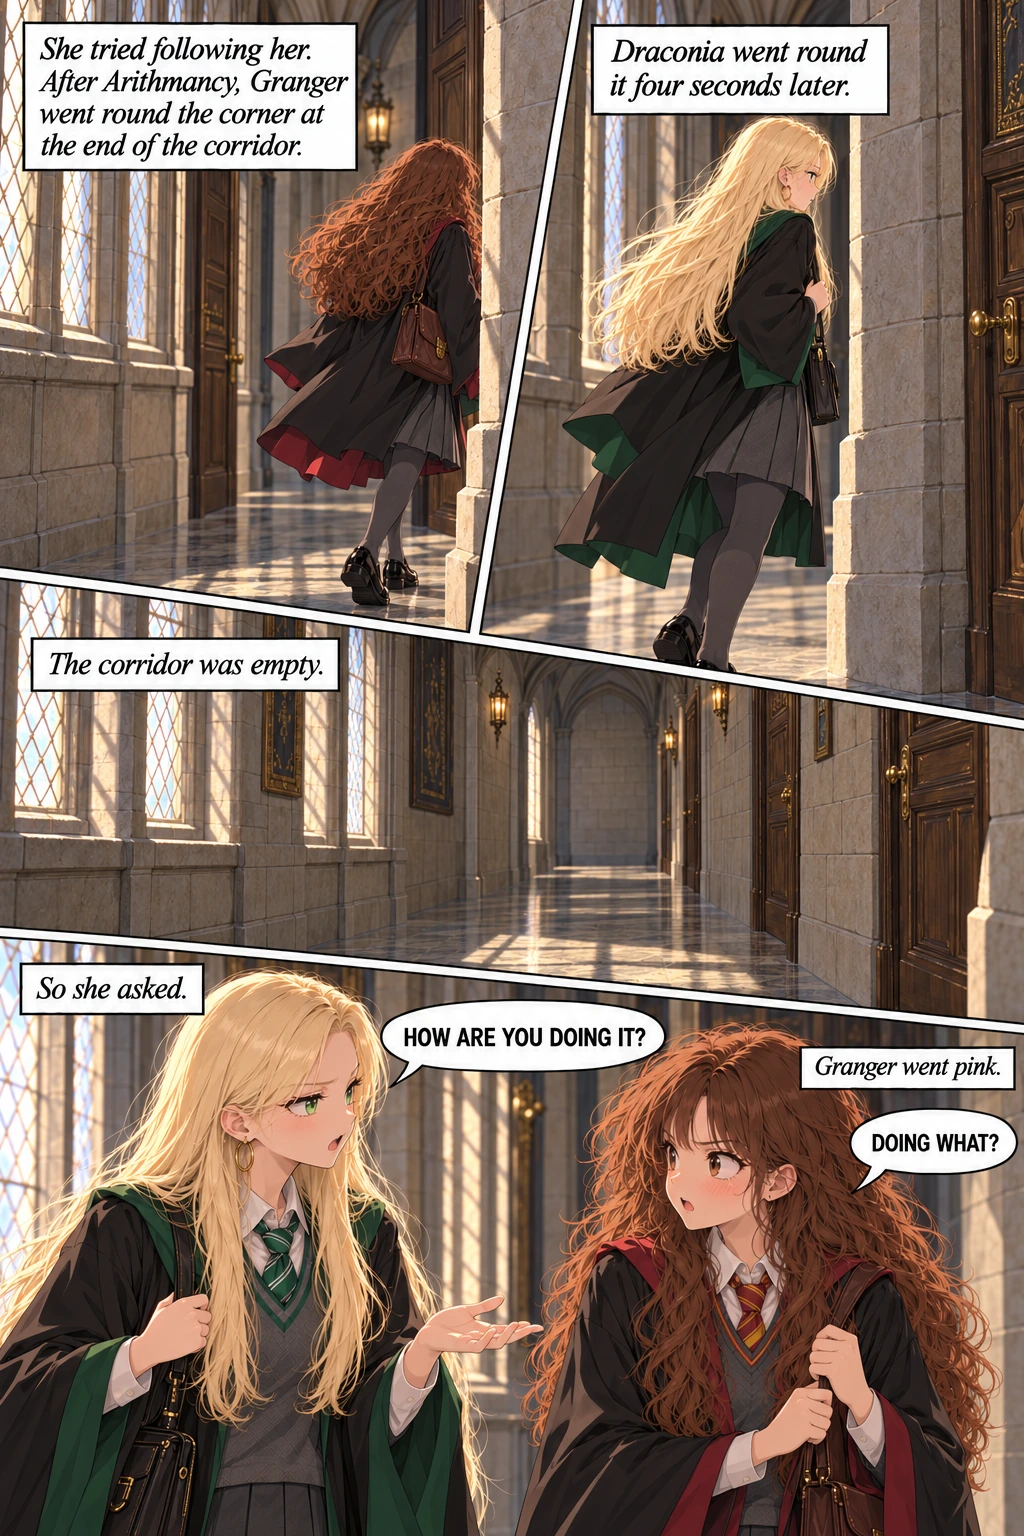 She tried following her.
After Arithmancy, Granger
went round the corner at
the end of the corridor.
Draconia went round
it four seconds later.
The corridor was empty.
So she asked.
HOW ARE YOU DOING IT?
Granger went pink.
DOING WHAT?